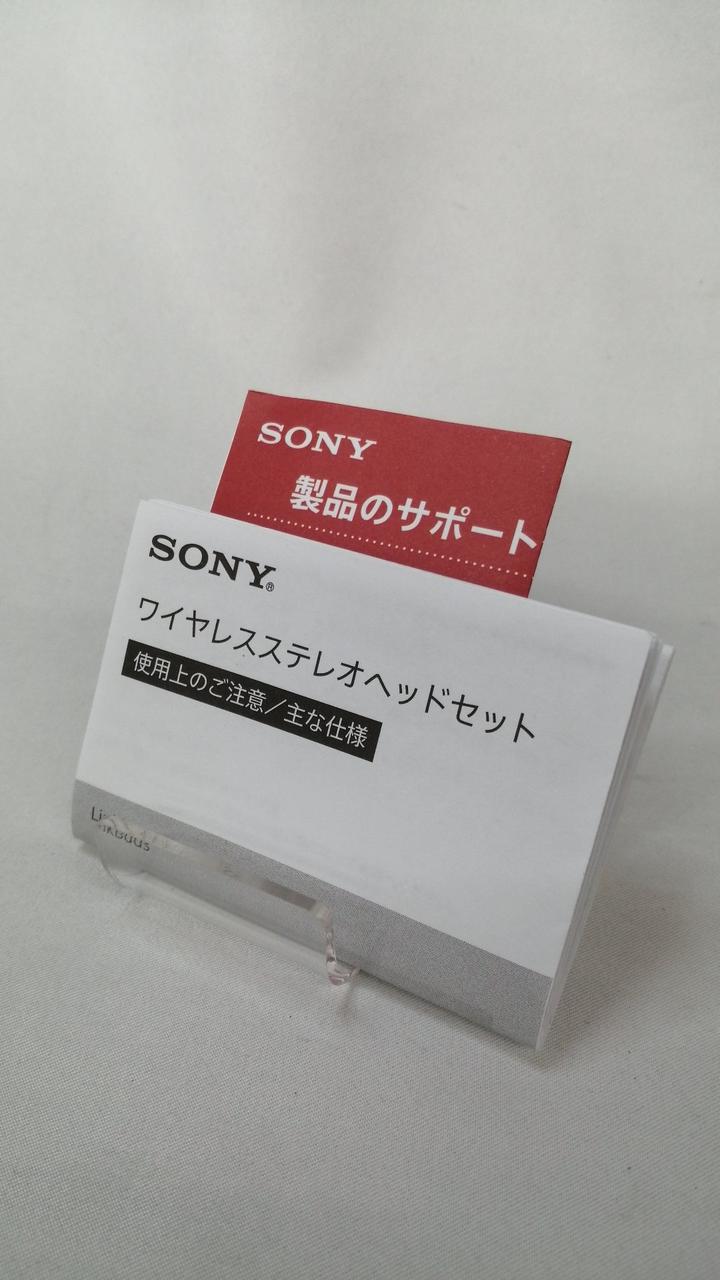 SONY
製品のサポート
SONY®
ワイヤレスステレオヘッドセット
使用上のご注意／主な仕様
LinkBuds